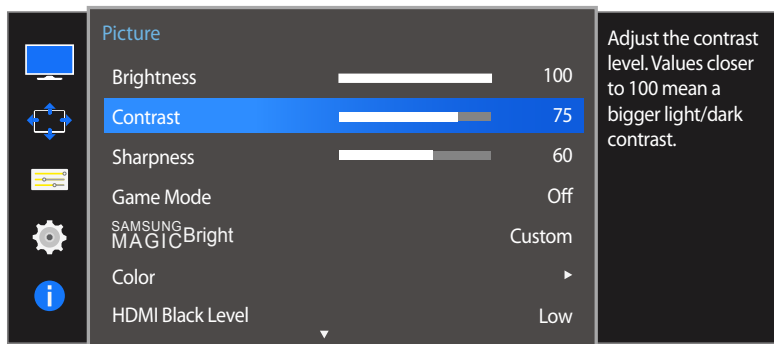 Picture
Brightness 100
Contrast 75
Sharpness 60
Game Mode Off
SAMSUNG
MAGICBright Custom
Color
HDMI Black Level Low
Adjust the contrast
level. Values closer
to 100 mean a
bigger light/dark
contrast.